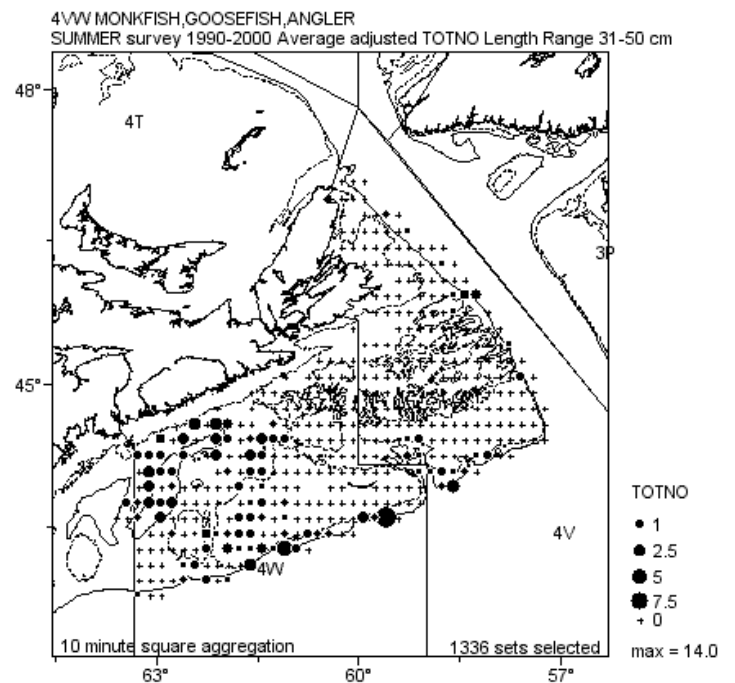 4VW MONKFISH,GOOSEFISH,ANGLER
SUMMER survey 1990-2000 Average adjusted TOTNO Length Range 31-50 cm
48°
4T
3P
45°
TOTNO
1
2.5
5
7.5
0
max = 14.0
4V
4W
10 minute square aggregation
1336 sets selected
63°
60°
57°